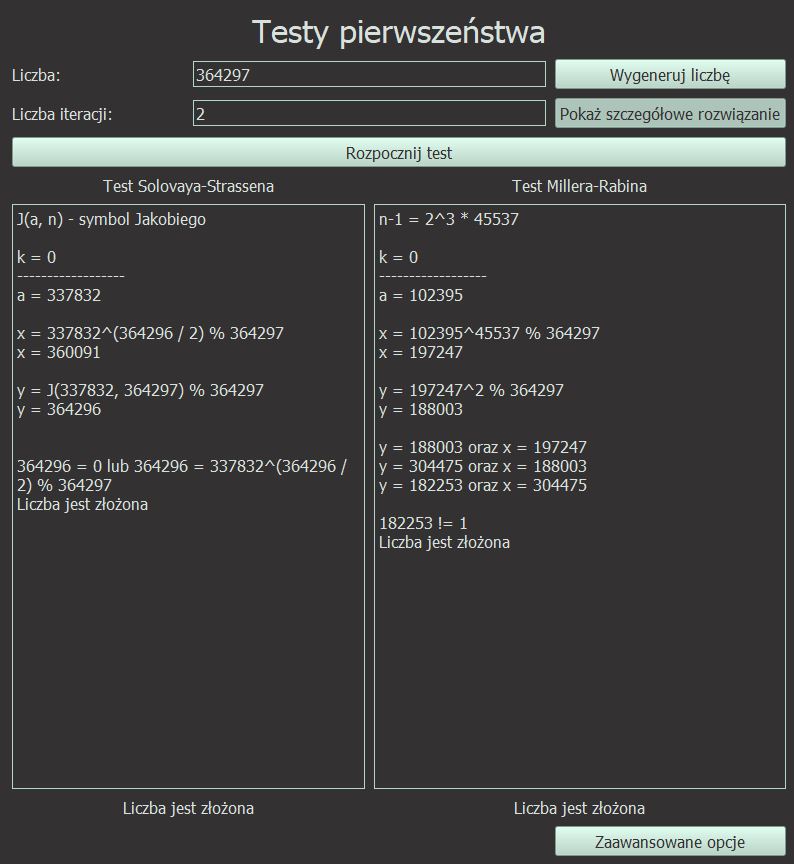 Testy pierwszeństwa
Liczba:
364297
Wygeneruj liczbę
Liczba iteracji:
2
Pokaż szczegółowe rozwiązanie
Rozpocznij test
Test Solovaya-Strassena
J(a, n) - symbol Jakobiego
k = 0
------------------
a = 337832
x = 337832^(364296 / 2) % 364297
x = 360091
y = J(337832, 364297) % 364297
y = 364296
364296 = 0 lub 364296 = 337832^(364296 /
2) % 364297
Liczba jest złożona
Liczba jest złożona
Test Millera-Rabina
n-1 = 2^3 * 45537
k = 0
------------------
a = 102395
x = 102395^45537 % 364297
x = 197247
y = 197247^2 % 364297
y = 188003
y = 188003 oraz x = 197247
y = 304475 oraz x = 188003
y = 182253 oraz x = 304475
182253 != 1
Liczba jest złożona
Liczba jest złożona
Zaawansowane opcje